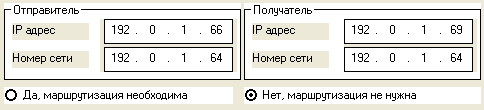 Отправитель Получатель
IP адрес 192 . 0 . 1 . 66 IP адрес 192 . 0 . 1 . 69
Номер сети 192 . 0 . 1 . 64 Номер сети 192 . 0 . 1 . 64
Да, маршрутизация необходима Нет, маршрутизация не нужна